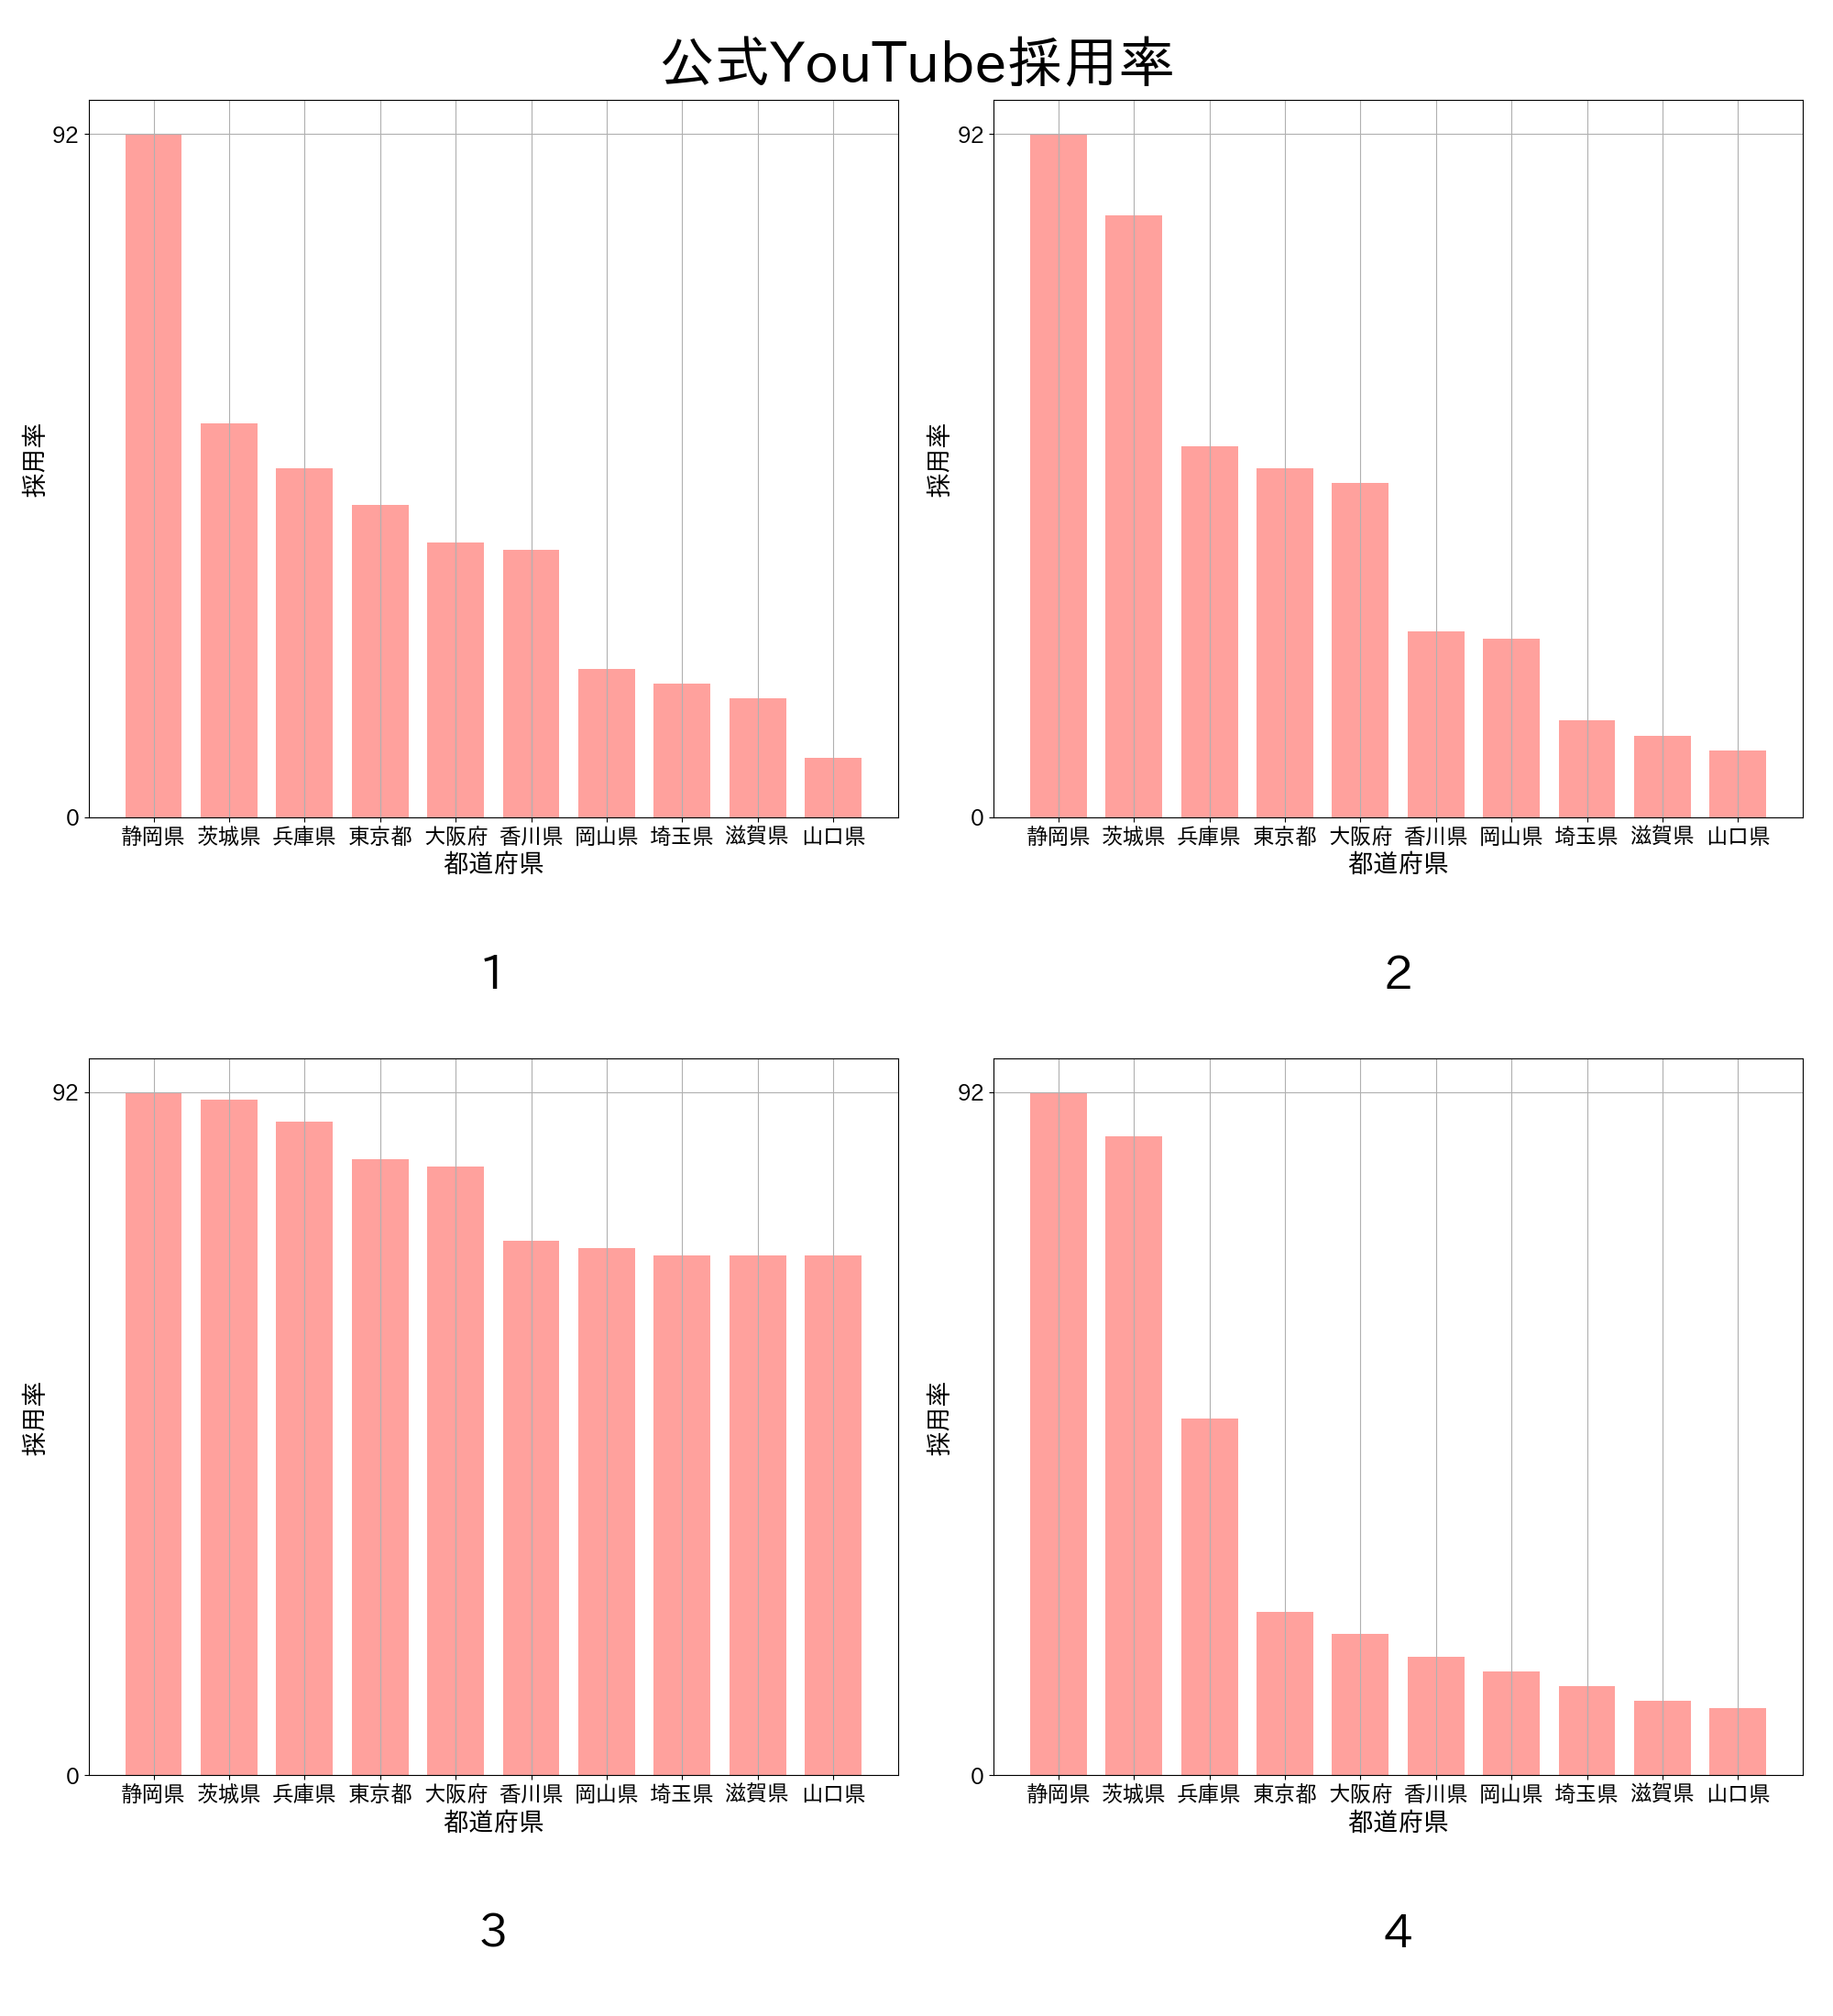 公式YouTube採用率
92
0
採用率
静岡県 茨城県 兵庫県 東京都 大阪府 香川県 岡山県 埼玉県 滋賀県 山口県
都道府県
1
92
0
採用率
静岡県 茨城県 兵庫県 東京都 大阪府 香川県 岡山県 埼玉県 滋賀県 山口県
都道府県
2
92
0
採用率
静岡県 茨城県 兵庫県 東京都 大阪府 香川県 岡山県 埼玉県 滋賀県 山口県
都道府県
3
92
0
採用率
静岡県 茨城県 兵庫県 東京都 大阪府 香川県 岡山県 埼玉県 滋賀県 山口県
都道府県
4